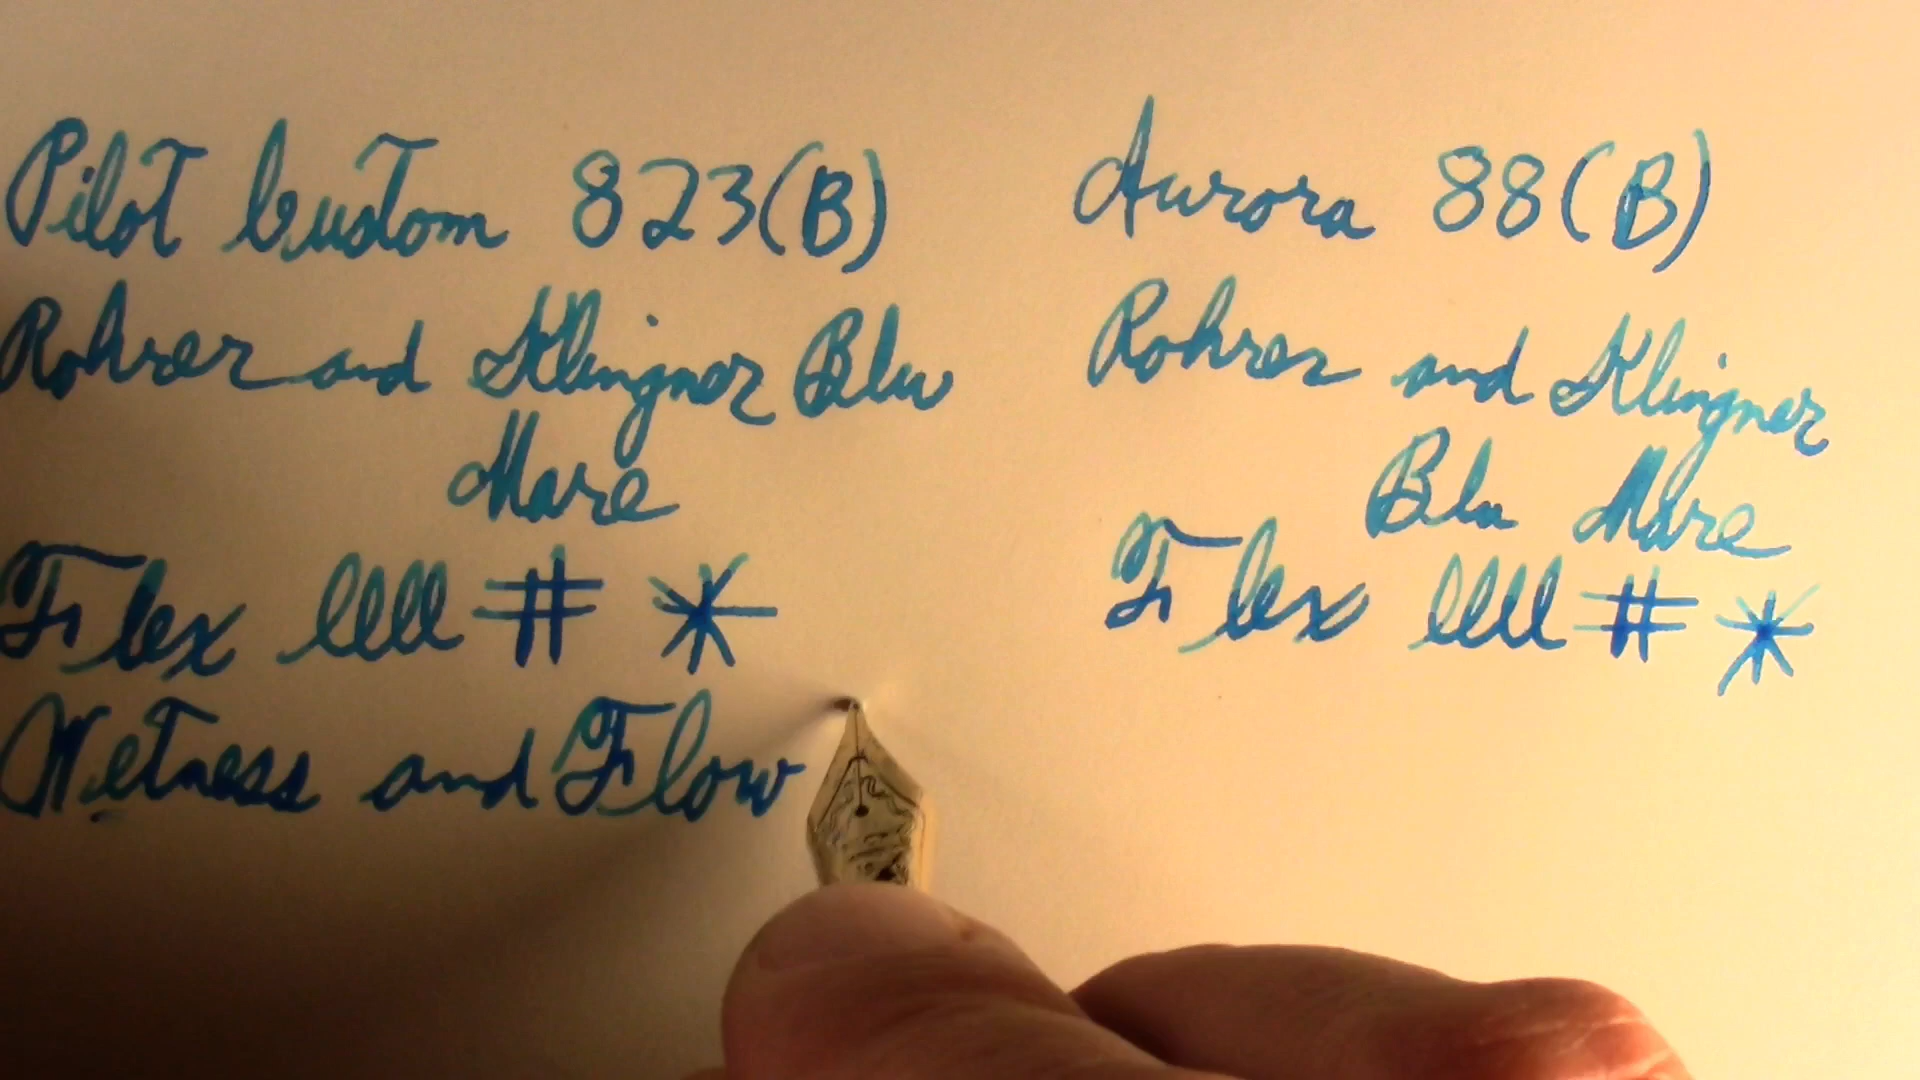 Pilot Custom 823(B)
Rohrer and Klingner Blu
Mare
Flex llll # *
Wetness and Flow
Aurora 88(B)
Rohrer and Klingner
Blu Mare
Flex llll # *